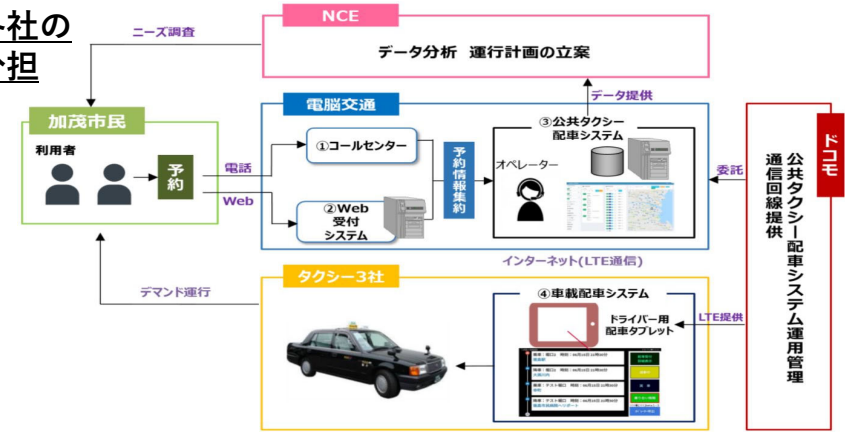 各社の
分担
NCE
データ分析 運行計画の立案
ニーズ調査
データ提供
加茂市民
利用者
予約
電話
Web
電脳交通
①コールセンター
②Web
受付
システム
予約情報集約
③公共タクシー
配車システム
オペレーター
委託
ドコモ
公共タクシー配車システム運用管理
通信回線提供
インターネット(LTE通信)
タクシー3社
デマンド運行
④車載配車システム
ドライバー用
配車タブレット
LTE提供